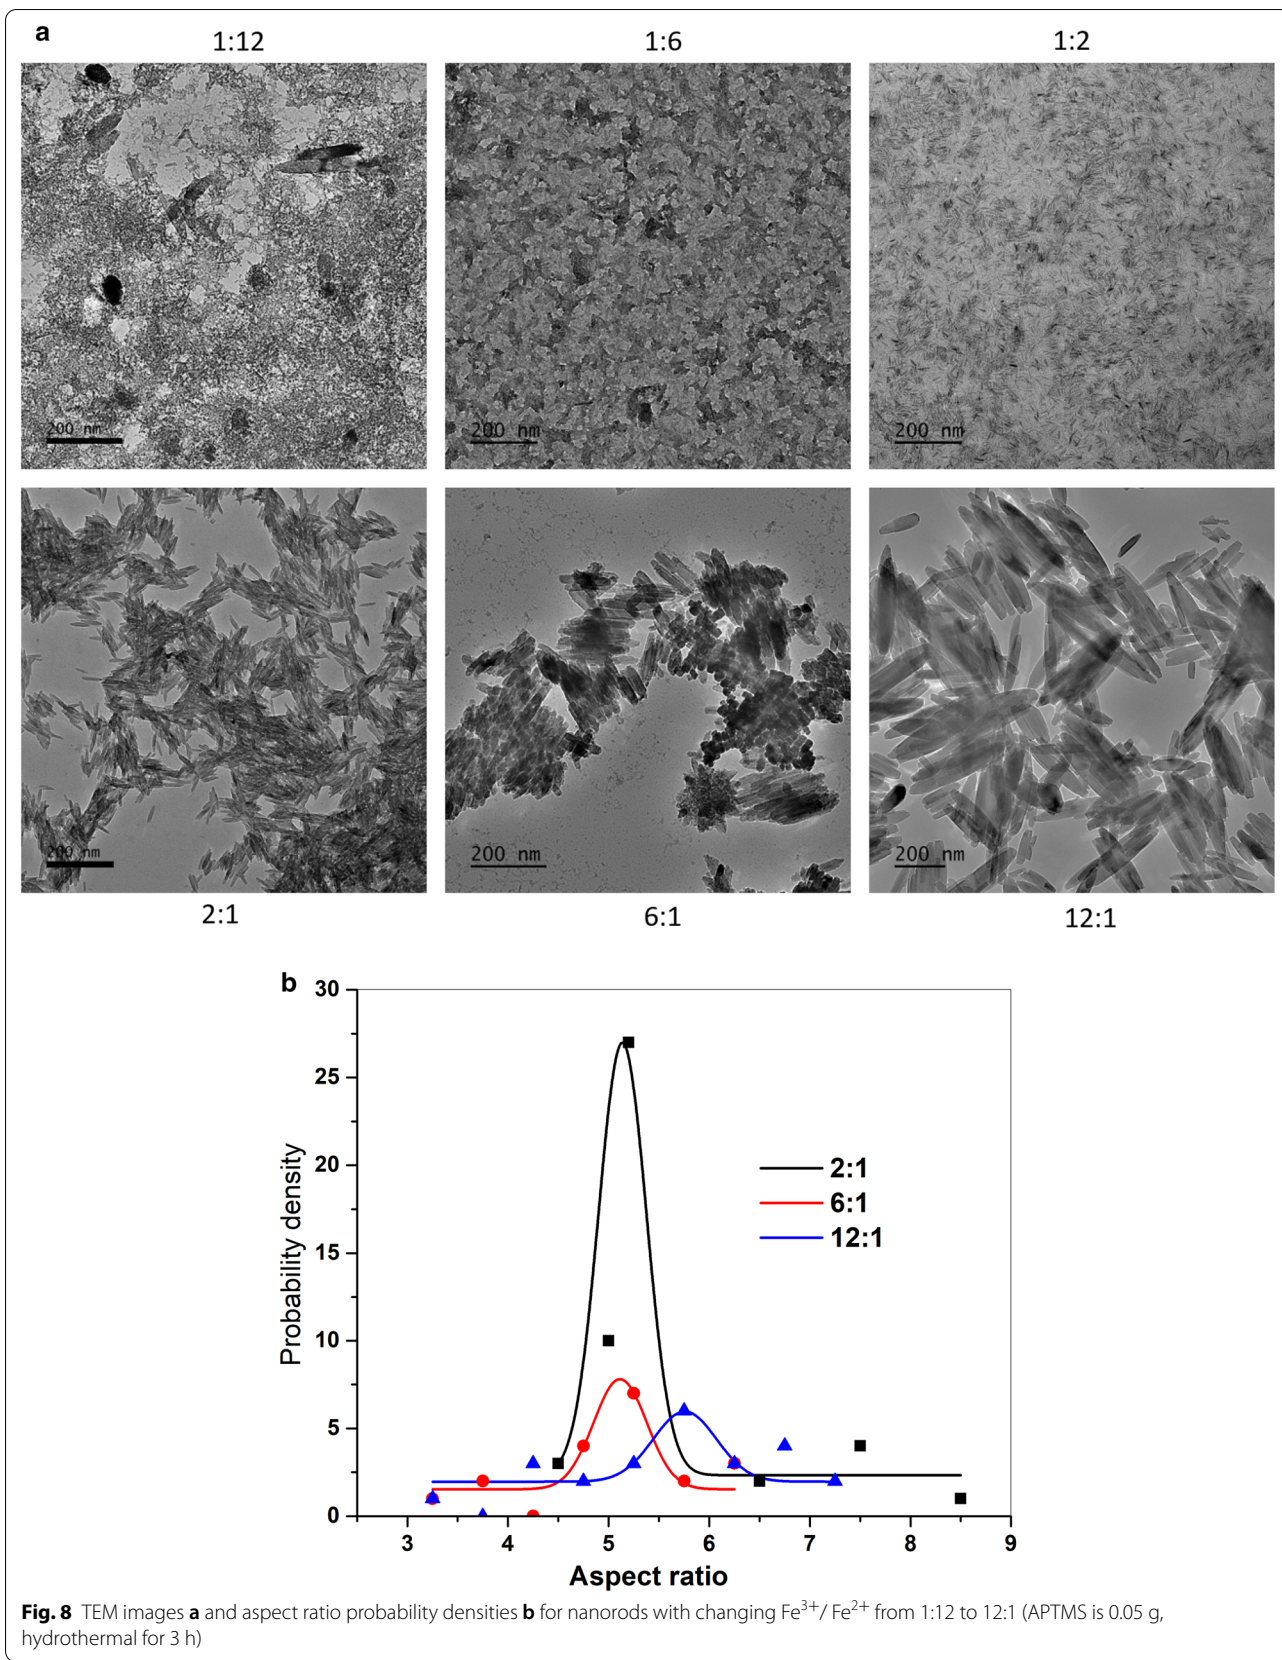 a
1:12 1:6 1:2
200 nm 200 nm 200 nm
200 nm 200 nm 200 nm
2:1 6:1 12:1
b
30
25
20
15
10
5
0
Probability density
2:1
6:1
12:1
3 4 5 6 7 8 9
Aspect ratio
Fig. 8 TEM images a and aspect ratio probability densities b for nanorods with changing Fe³⁺/ Fe²⁺ from 1:12 to 12:1 (APTMS is 0.05 g,
hydrothermal for 3 h)